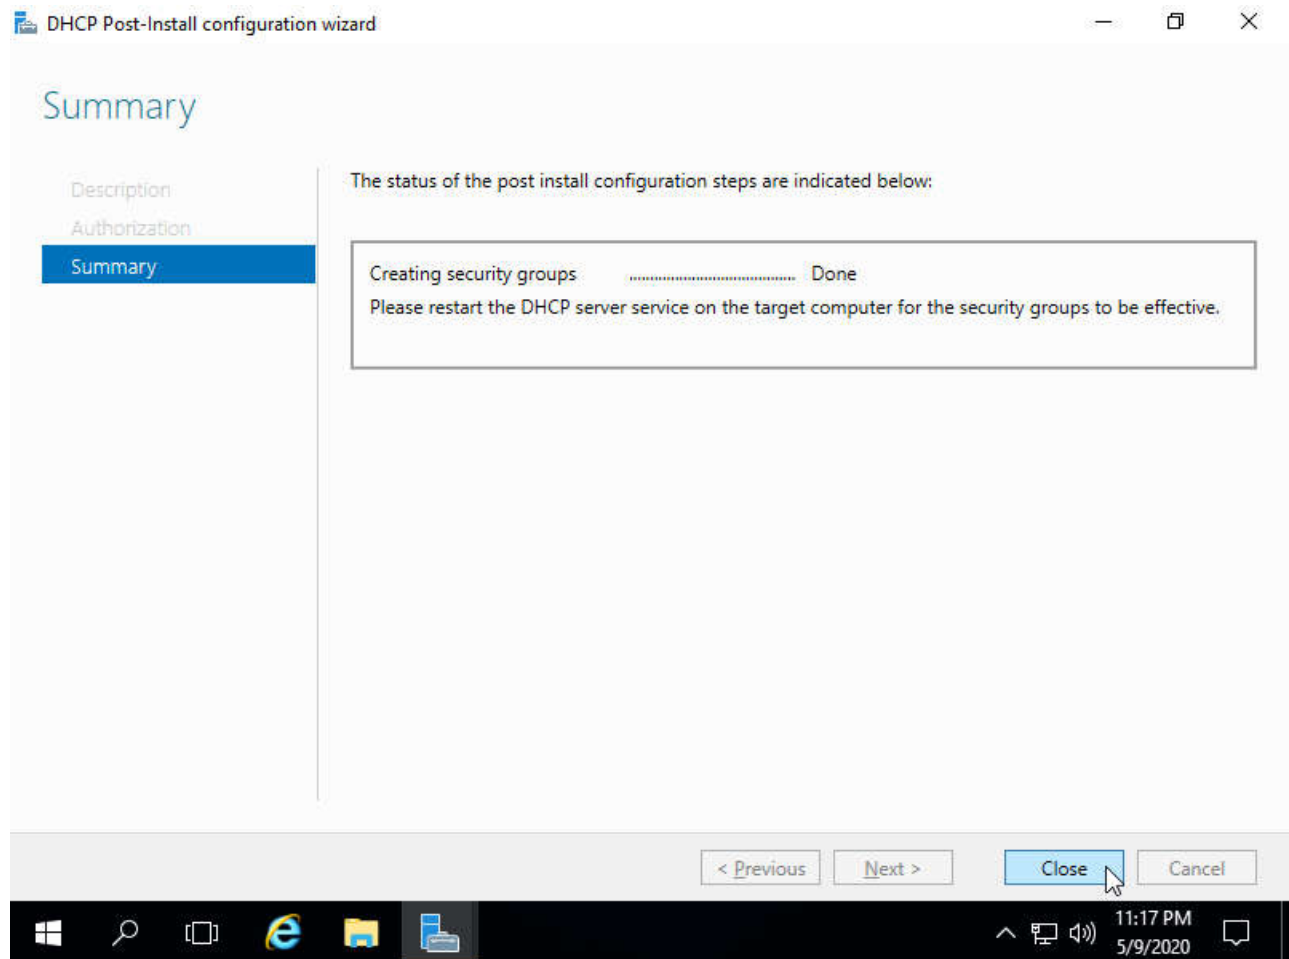 DHCP Post-Install configuration wizard
Summary
Description
Authorization
Summary
The status of the post install configuration steps are indicated below:
Creating security groups ........................................ Done
Please restart the DHCP server service on the target computer for the security groups to be effective.
< Previous
Next >
Close
Cancel
11:17 PM
5/9/2020